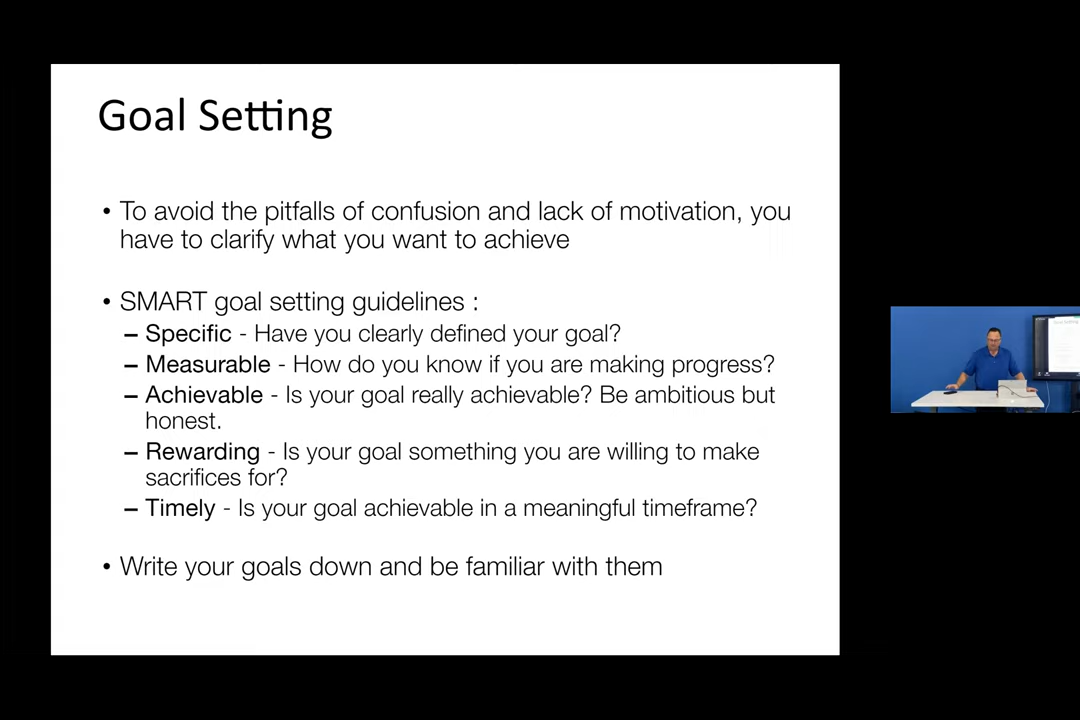 Goal Setting
• To avoid the pitfalls of confusion and lack of motivation, you
have to clarify what you want to achieve
• SMART goal setting guidelines :
– Specific - Have you clearly defined your goal?
– Measurable - How do you know if you are making progress?
– Achievable - Is your goal really achievable? Be ambitious but
honest.
– Rewarding - Is your goal something you are willing to make
sacrifices for?
– Timely - Is your goal achievable in a meaningful timeframe?
• Write your goals down and be familiar with them